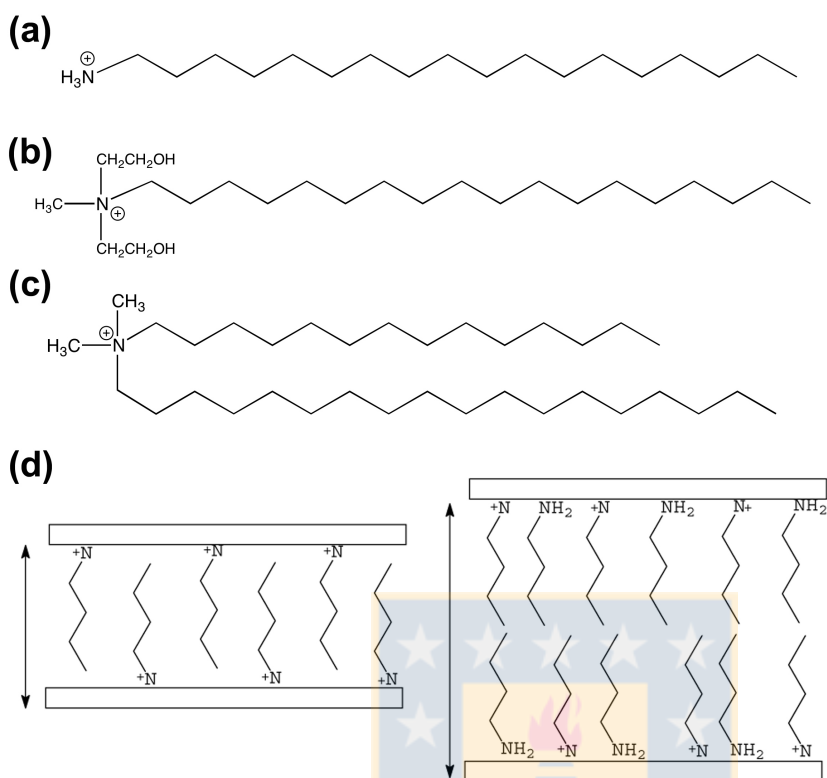 (a)
H₃N⊕
(b)
CH₂CH₂OH
H₃C N⊕
CH₂CH₂OH
(c)
CH₃
H₃C N⊕
(d)
+N NH₂ +N NH₂ N+ NH₂
+N +N +N
+N +N +N
NH₂ +N NH₂ +N NH₂ +N